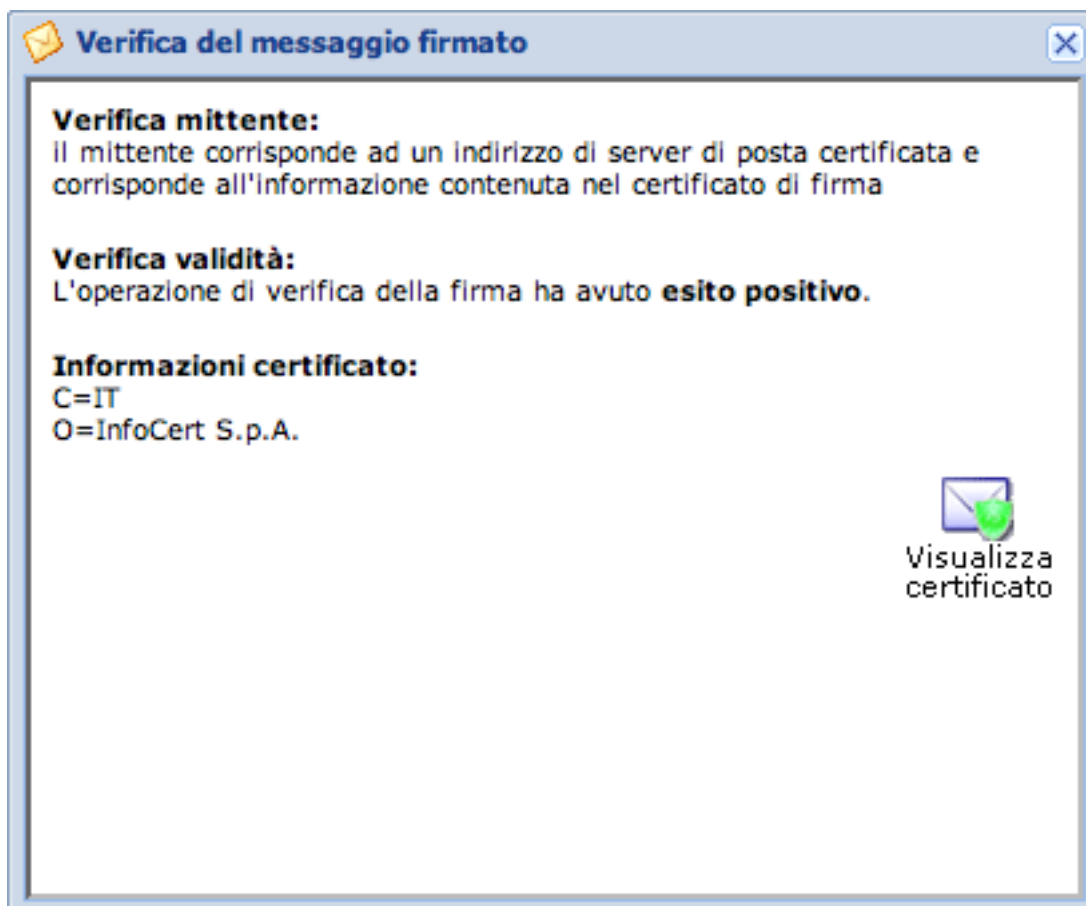 Verifica del messaggio firmato
Verifica mittente:
il mittente corrisponde ad un indirizzo di server di posta certificata e
corrisponde all'informazione contenuta nel certificato di firma
Verifica validità:
L'operazione di verifica della firma ha avuto esito positivo.
Informazioni certificato:
C=IT
O=InfoCert S.p.A.
Visualizza
certificato